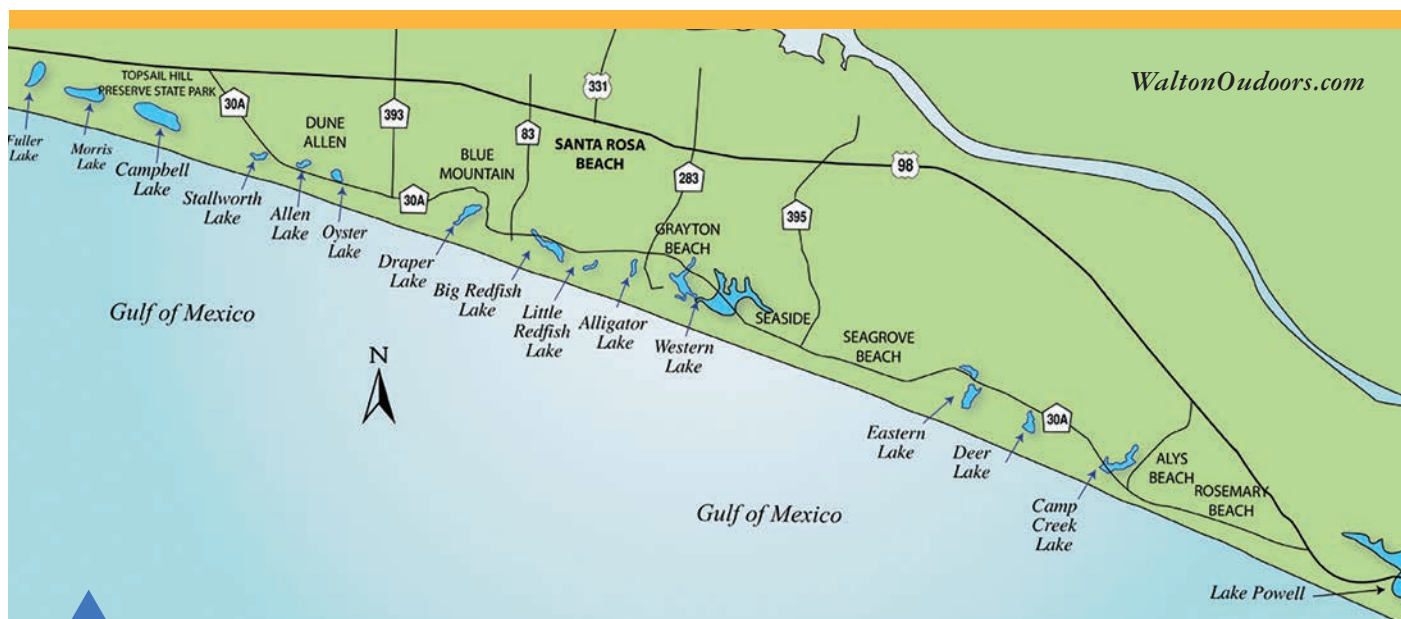 WaltonOudoors.com
TOPSAIL HILL
PRESERVE STATE PARK
30A
393
331
83
DUNE
ALLEN
BLUE
MOUNTAIN
SANTA ROSA
BEACH
98
283
395
30A
Fuller
Lake
Morris
Lake
Campbell
Lake
Stallworth
Lake
Allen
Lake
Oyster
Lake
Draper
Lake
Big Redfish
Lake
Little
Redfish
Lake
Alligator
Lake
Western
Lake
GRAYTON
BEACH
SEASIDE
SEAGROVE
BEACH
Gulf of Mexico
N
Eastern
Lake
Deer
Lake
30A
Camp
Creek
Lake
ALYS
BEACH
ROSEMARY
BEACH
Gulf of Mexico
Lake Powell